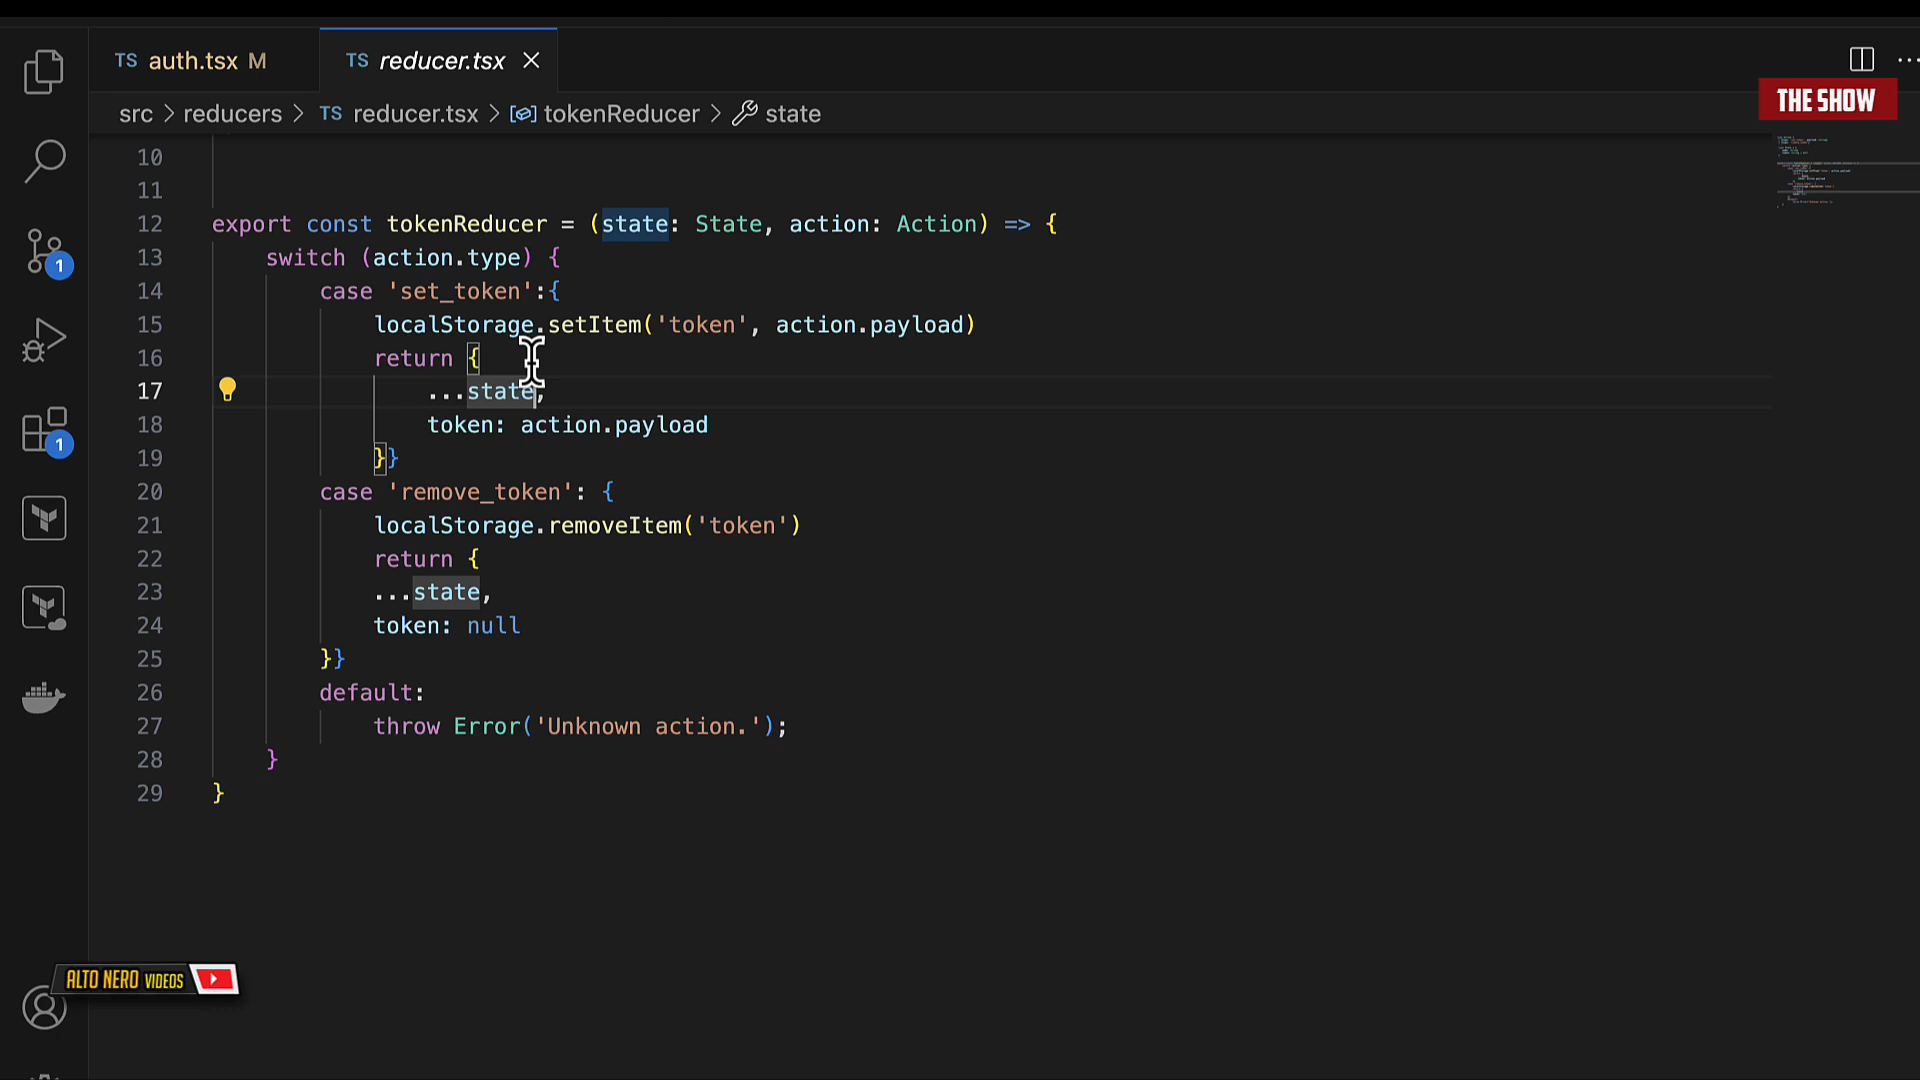 TS auth.tsx M TS reducer.tsx
THE SHOW
src > reducers > TS reducer.tsx > tokenReducer > state
10
11
12 export const tokenReducer = (state: State, action: Action) => {
13 switch (action.type) {
14 case 'set_token':{
15 localStorage.setItem('token', action.payload)
16 return {
17 ...state,
18 token: action.payload
19 }}
20 case 'remove_token': {
21 localStorage.removeItem('token')
22 return {
23 ...state,
24 token: null
25 }}
26 default:
27 throw Error('Unknown action.');
28 }
29 }
1
1
ALTO NERO VIDEOS